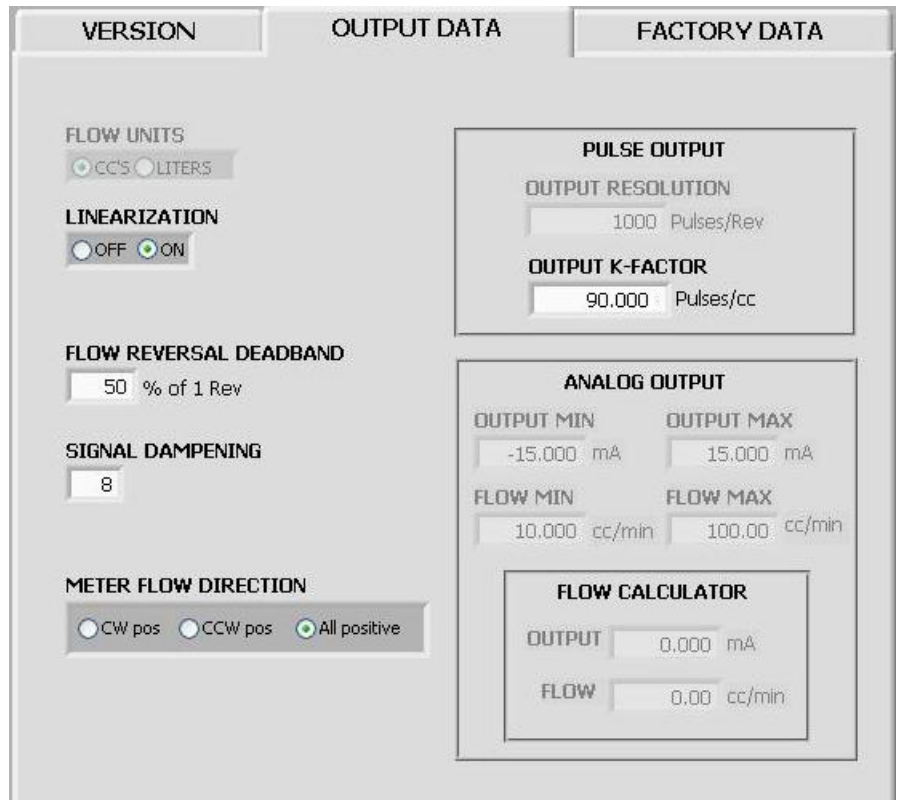 VERSION
OUTPUT DATA
FACTORY DATA
FLOW UNITS
CC'S LITERS
LINEARIZATION
OFF ON
FLOW REVERSAL DEADBAND
50 % of 1 Rev
SIGNAL DAMPENING
8
METER FLOW DIRECTION
CW pos CCW pos All positive
PULSE OUTPUT
OUTPUT RESOLUTION
1000 Pulses/Rev
OUTPUT K-FACTOR
90.000 Pulses/cc
ANALOG OUTPUT
OUTPUT MIN OUTPUT MAX
-15.000 mA 15.000 mA
FLOW MIN FLOW MAX
10.000 cc/min 100.00 cc/min
FLOW CALCULATOR
OUTPUT 0.000 mA
FLOW 0.00 cc/min